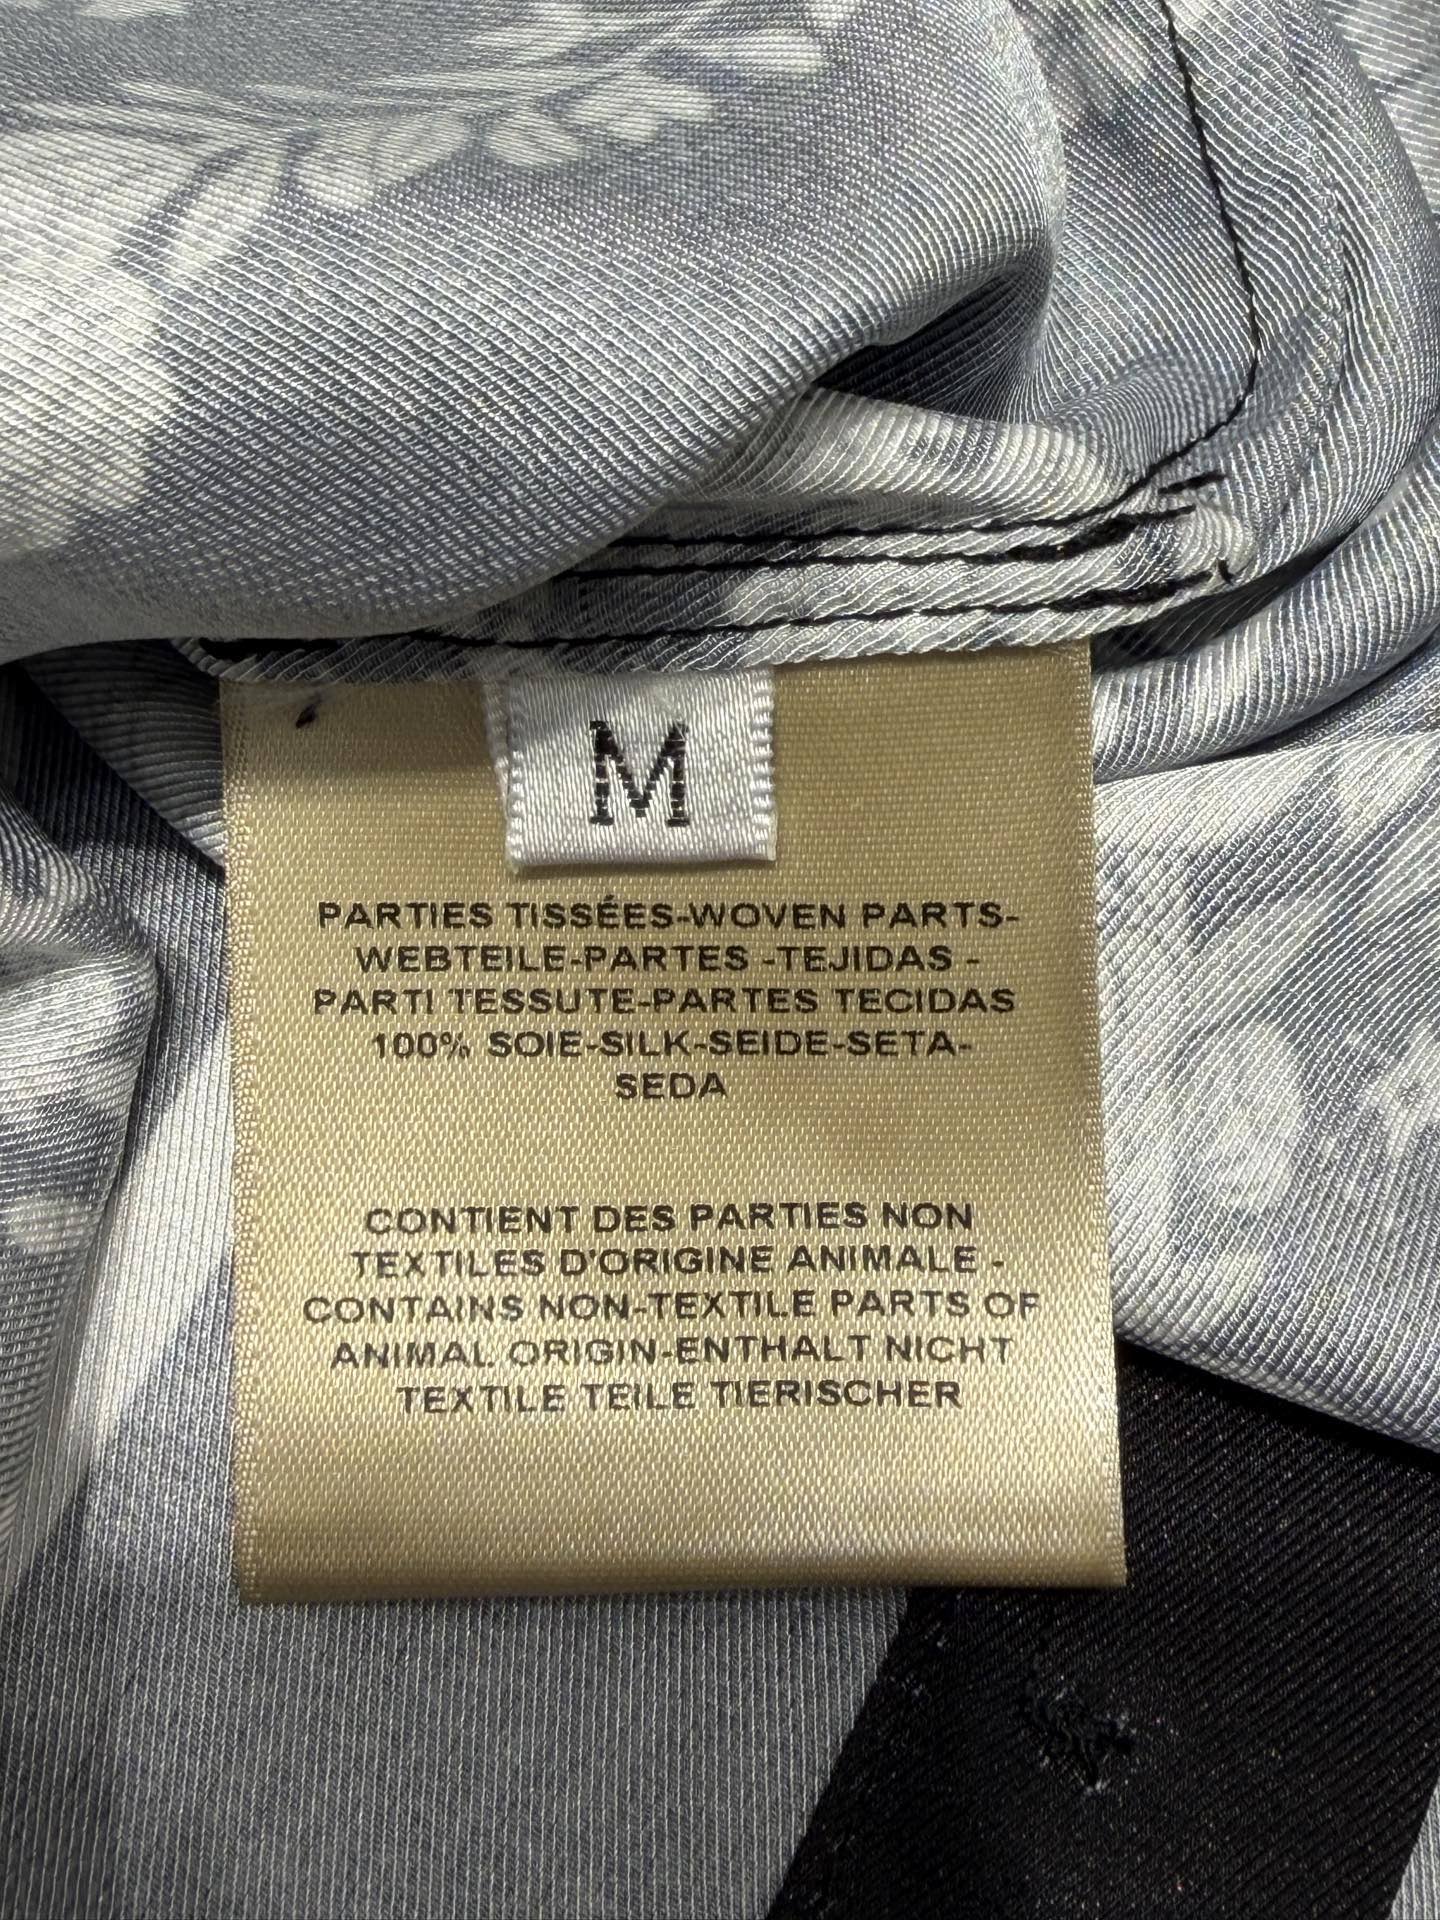 M
PARTIES TISSÉES-WOVEN PARTS-
WEBTEILE-PARTES -TEJIDAS -
PARTI TESSUTE-PARTES TECIDAS
100% SOIE-SILK-SEIDE-SETA-
SEDA
CONTIENT DES PARTIES NON
TEXTILES D'ORIGINE ANIMALE -
CONTAINS NON-TEXTILE PARTS OF
ANIMAL ORIGIN-ENTHALT NICHT
TEXTILE TEILE TIERISCHER